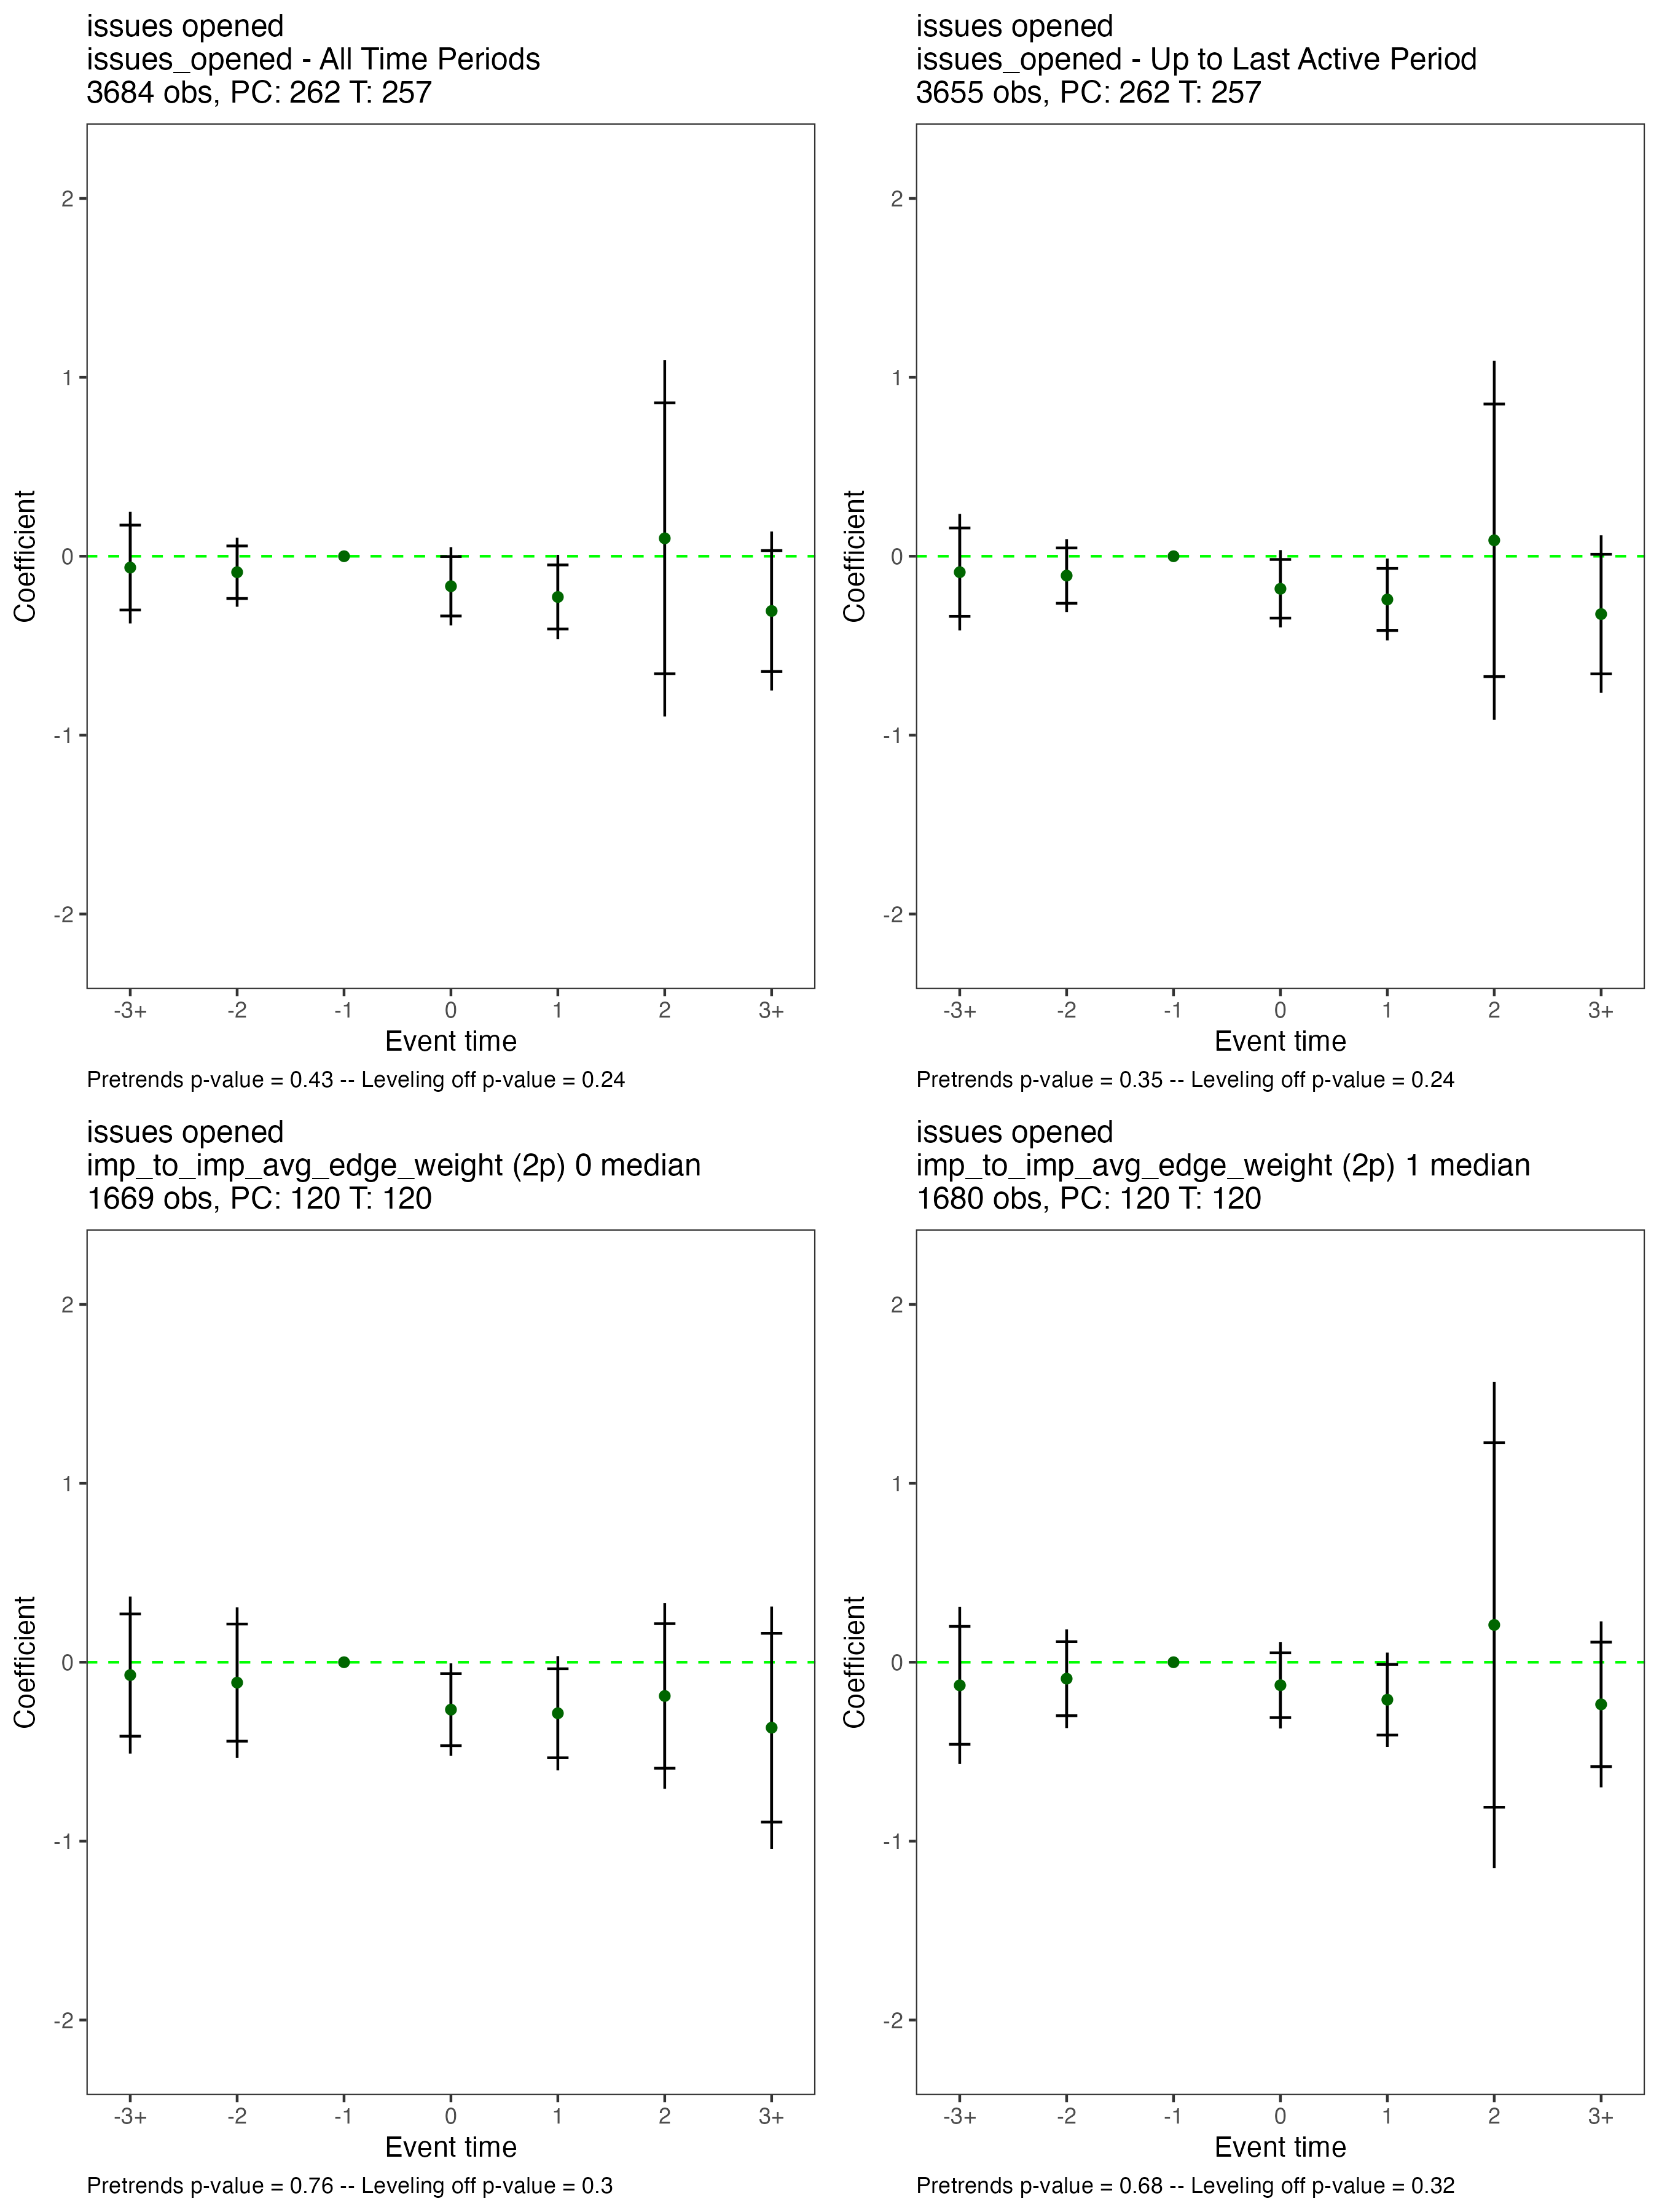 issues opened
issues_opened - All Time Periods
3684 obs, PC: 262 T: 257
2
1
0
-1
-2
Coefficient
-3+ -2 -1 0 1 2 3+
Event time
Pretrends p-value = 0.43 -- Leveling off p-value = 0.24
issues opened
issues_opened - Up to Last Active Period
3655 obs, PC: 262 T: 257
2
1
0
-1
-2
Coefficient
-3+ -2 -1 0 1 2 3+
Event time
Pretrends p-value = 0.35 -- Leveling off p-value = 0.24
issues opened
imp_to_imp_avg_edge_weight (2p) 0 median
1669 obs, PC: 120 T: 120
2
1
0
-1
-2
Coefficient
-3+ -2 -1 0 1 2 3+
Event time
Pretrends p-value = 0.76 -- Leveling off p-value = 0.3
issues opened
imp_to_imp_avg_edge_weight (2p) 1 median
1680 obs, PC: 120 T: 120
2
1
0
-1
-2
Coefficient
-3+ -2 -1 0 1 2 3+
Event time
Pretrends p-value = 0.68 -- Leveling off p-value = 0.32